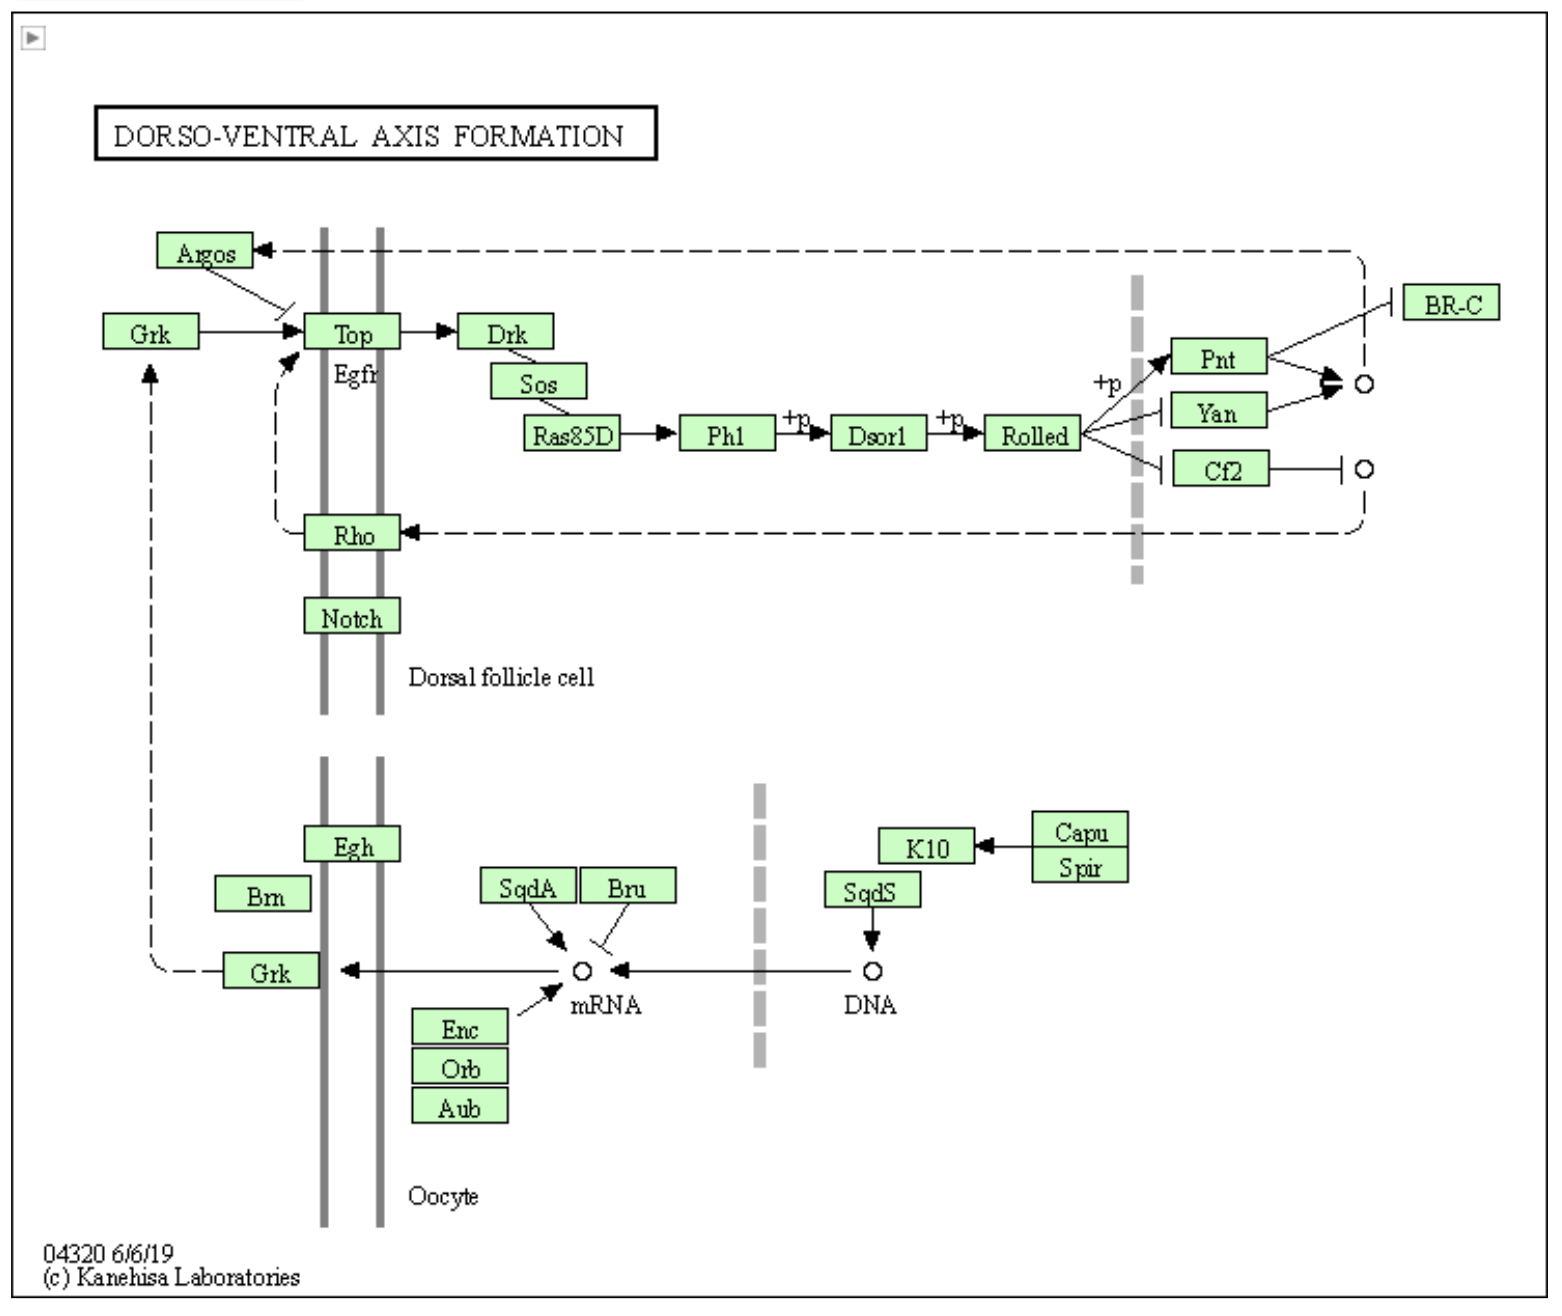 DORSO-VENTRAL AXIS FORMATION
Argos
BR-C
Grk
Top
Drk
Egfr
Sos
+p
Pnt
Yan
Ras85D
Phl
+p
Dsor1
+p
Rolled
Cf2
Rho
Notch
Dorsal follicle cell
Egh
K10
Capu
Spir
Brn
SqdA
Bru
SqdS
Grk
mRNA
DNA
Enc
Orb
Aub
Oocyte
04320 6/6/19
(c) Kanehisa Laboratories